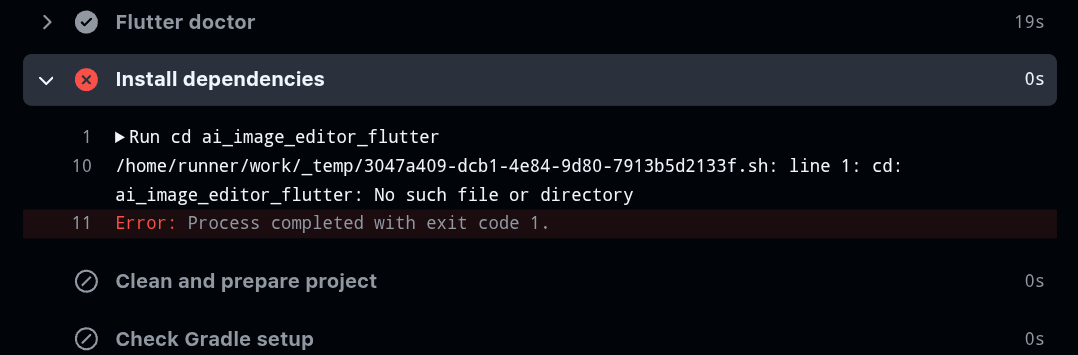 Flutter doctor 19s
Install dependencies 0s
1 Run cd ai_image_editor_flutter
10 /home/runner/work/_temp/3047a409-dcb1-4e84-9d80-7913b5d2133f.sh: line 1: cd:
ai_image_editor_flutter: No such file or directory
11 Error: Process completed with exit code 1.
Clean and prepare project 0s
Check Gradle setup 0s